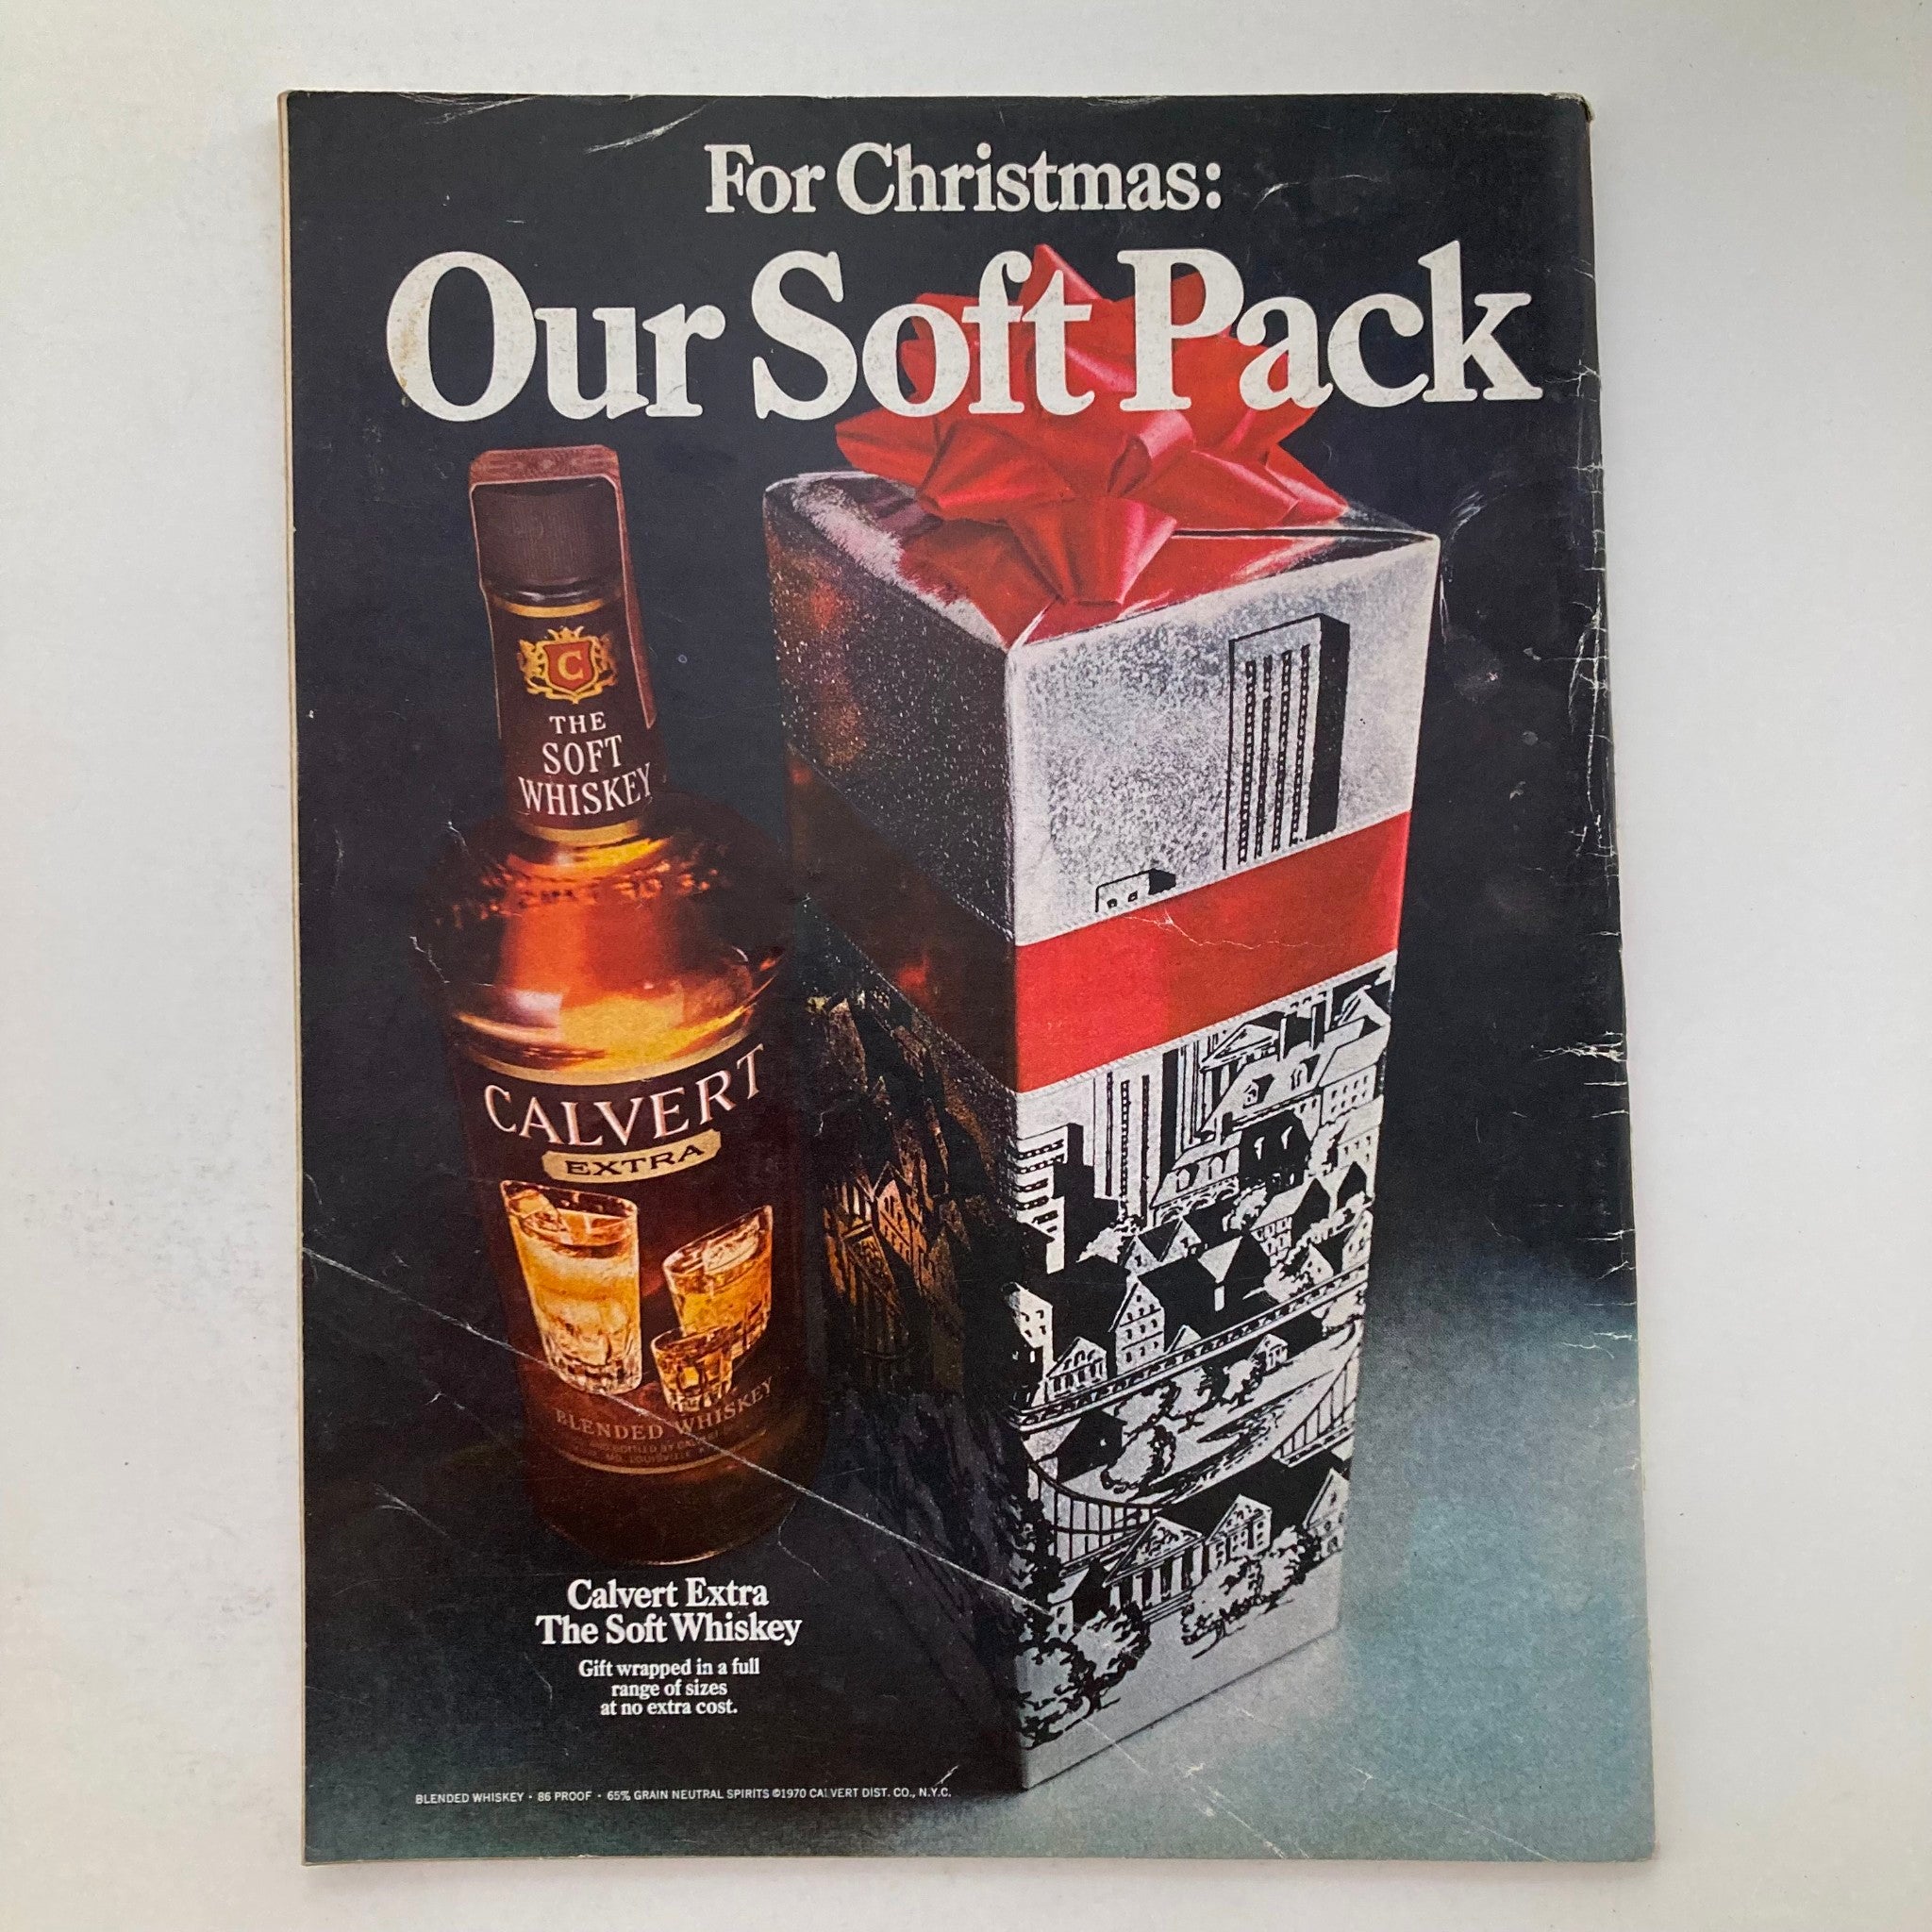 For Christmas:
Our Soft Pack
C
THE
SOFT
WHISKEY
CALVERT
EXTRA
BLENDED WHISKEY
Calvert Extra
The Soft Whiskey
Gift wrapped in a full
range of sizes
at no extra cost.
BLENDED WHISKEY · 86 PROOF · 65% GRAIN NEUTRAL SPIRITS ©1970 CALVERT DIST. CO., N.Y.C.